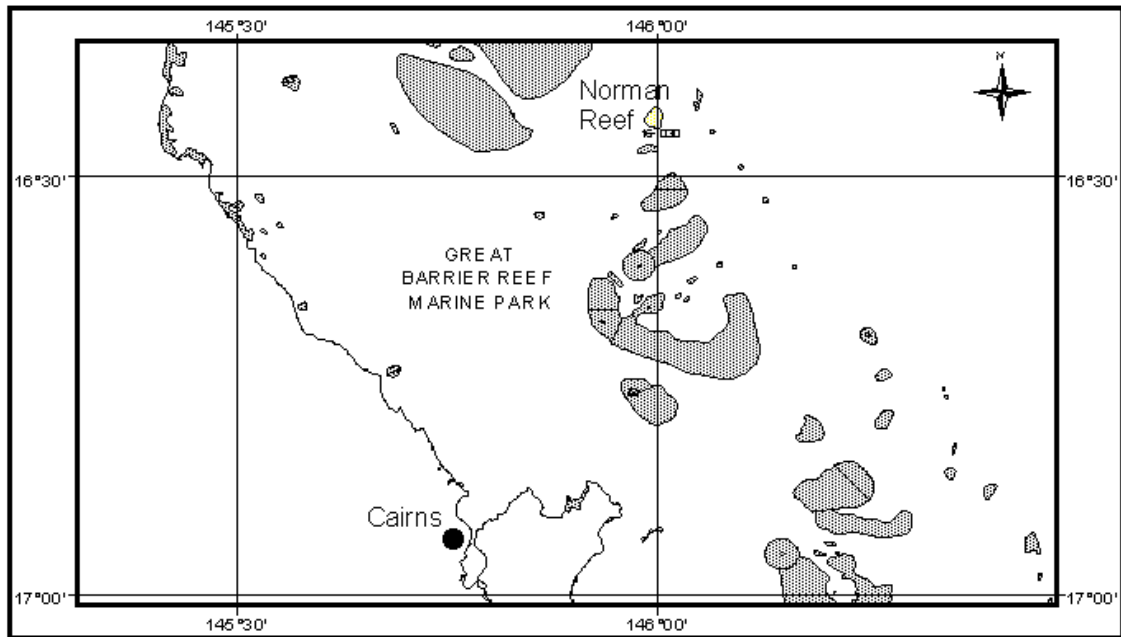 145°30'
146°00'
Norman
Reef
N
16°30'
16°30'
GREAT
BARRIER REEF
MARINE PARK
Cairns
17°00'
17°00'
145°30'
146°00'